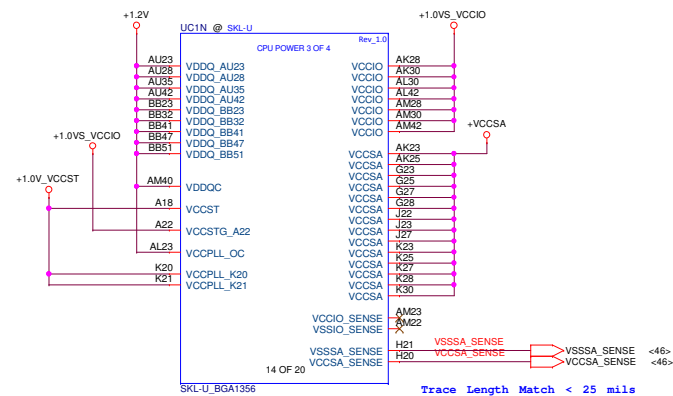 +1.2V
+1.0VS_VCCIO
UC1N @ SKL-U
Rev_1.0
CPU POWER 3 OF 4
AU23 VDDQ_AU23
AU28 VDDQ_AU28
AU35 VDDQ_AU35
AU42 VDDQ_AU42
BB23 VDDQ_BB23
BB32 VDDQ_BB32
BB41 VDDQ_BB41
BB47 VDDQ_BB47
BB51 VDDQ_BB51
+1.0VS_VCCIO
+1.0V_VCCST
AM40 VDDQC
A18 VCCST
A22 VCCSTG_A22
AL23 VCCPLL_OC
K20 VCCPLL_K20
K21 VCCPLL_K21
VCCIO AK28
VCCIO AK30
VCCIO AL30
VCCIO AL42
VCCIO AM28
VCCIO AM30
VCCIO AM42
+VCCSA
VCCSA AK23
VCCSA AK25
VCCSA G23
VCCSA G25
VCCSA G27
VCCSA G28
VCCSA J22
VCCSA J23
VCCSA J27
VCCSA K23
VCCSA K25
VCCSA K27
VCCSA K28
VCCSA K30
VCCIO_SENSE AM23
VSSIO_SENSE AM22
VSSSA_SENSE H21 VSSSA_SENSE VSSSA_SENSE <46>
VCCSA_SENSE H20 VCCSA_SENSE VCCSA_SENSE <46>
14 OF 20
SKL-U_BGA1356
Trace Length Match < 25 mils